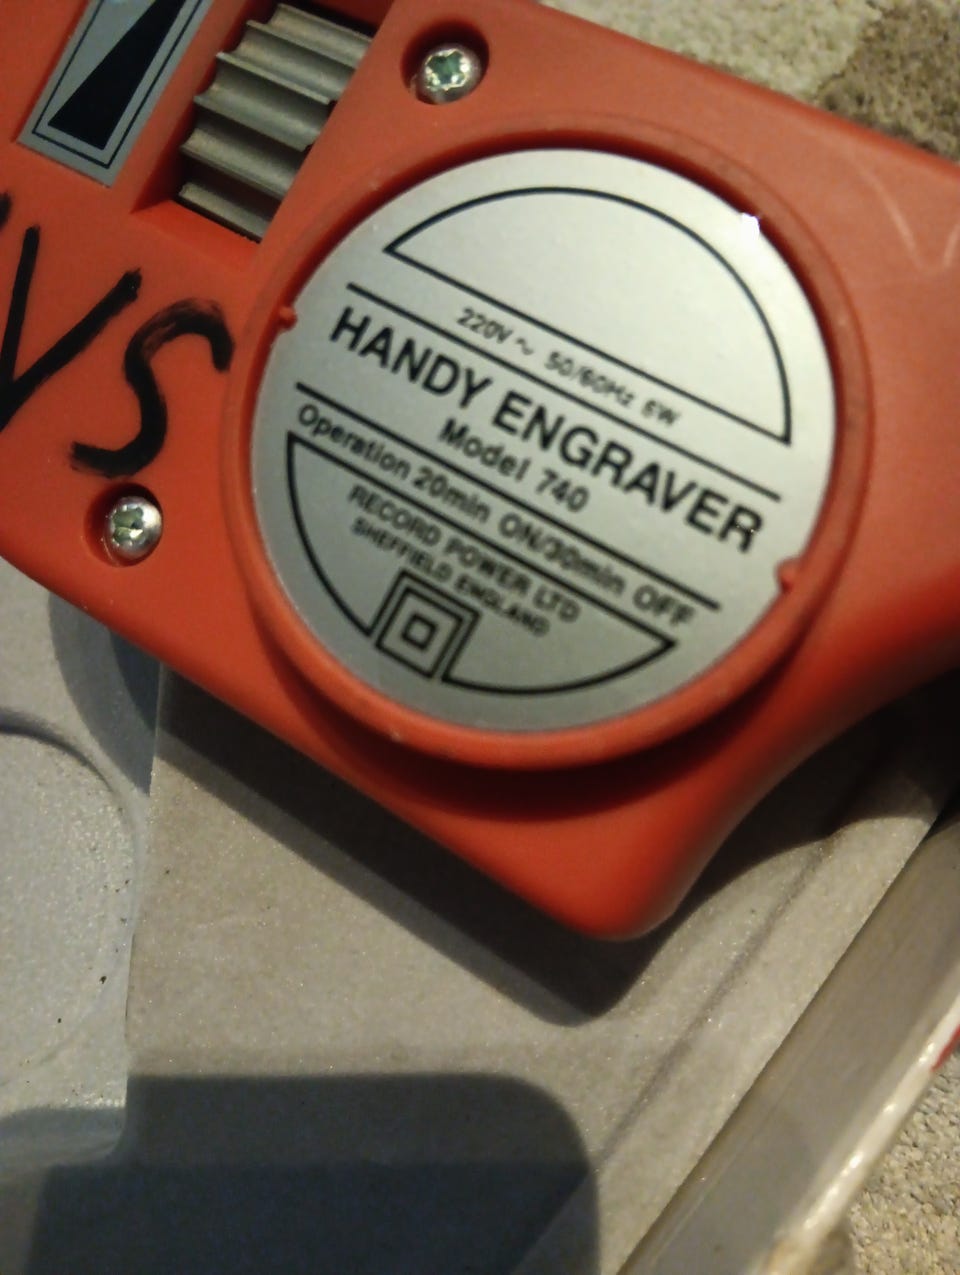 220V ~ 50/60Hz 6W
HANDY ENGRAVER
Model 740
Operation 20min ON/30min OFF
RECORD POWER LTD
SHEFFIELD ENGLAND
VS